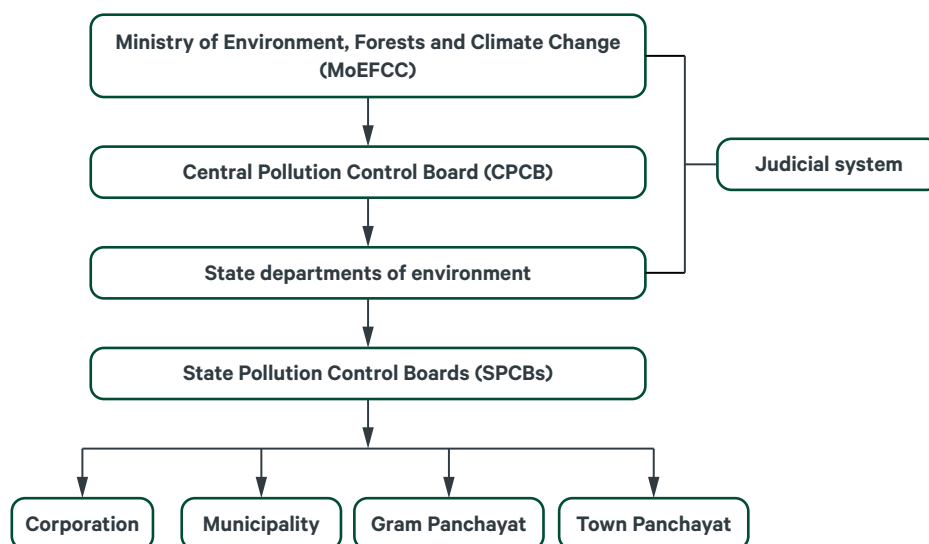 Ministry of Environment, Forests and Climate Change
(MoEFCC)
Central Pollution Control Board (CPCB)
Judicial system
State departments of environment
State Pollution Control Boards (SPCBs)
Corporation
Municipality
Gram Panchayat
Town Panchayat